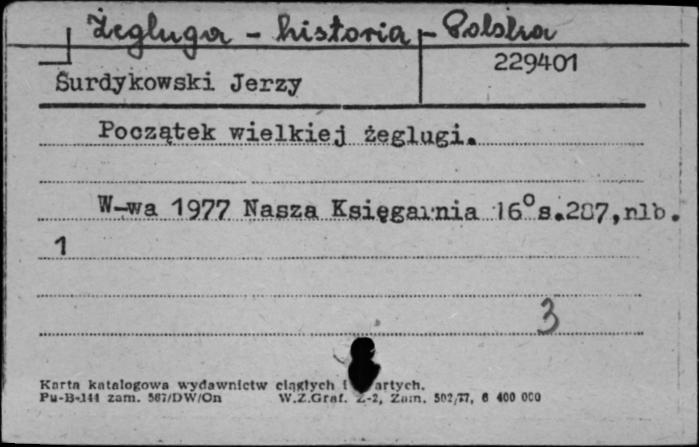 Żegluga - historia - Polska
229401
Surdykowski Jerzy
Początek wielkiej żeglugi.
W-wa 1977 Nasza Księgarnia 16° s.287,nlb.
1
3
Karta katalogowa wydawnictw ciągłych i artych.
Pu-B-144 zam. 567/DW/On W.Z.Graf. Z-2, Zam. 502/77, 6 400 000